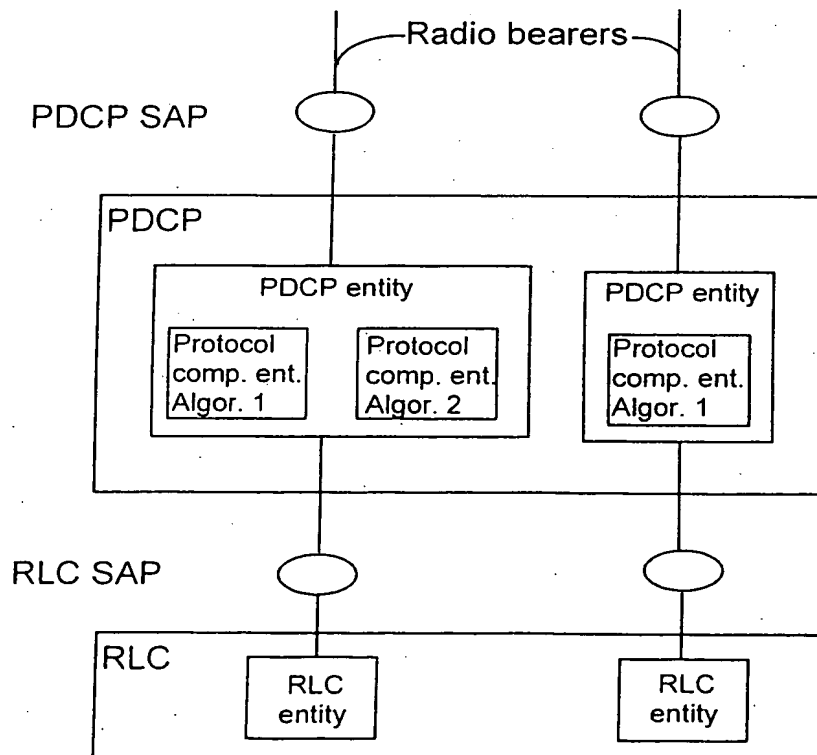 Radio bearers
PDCP SAP
PDCP
PDCP entity
Protocol
comp. ent.
Algor. 1
Protocol
comp. ent.
Algor. 2
PDCP entity
Protocol
comp. ent.
Algor. 1
RLC SAP
RLC
RLC
entity
RLC
entity